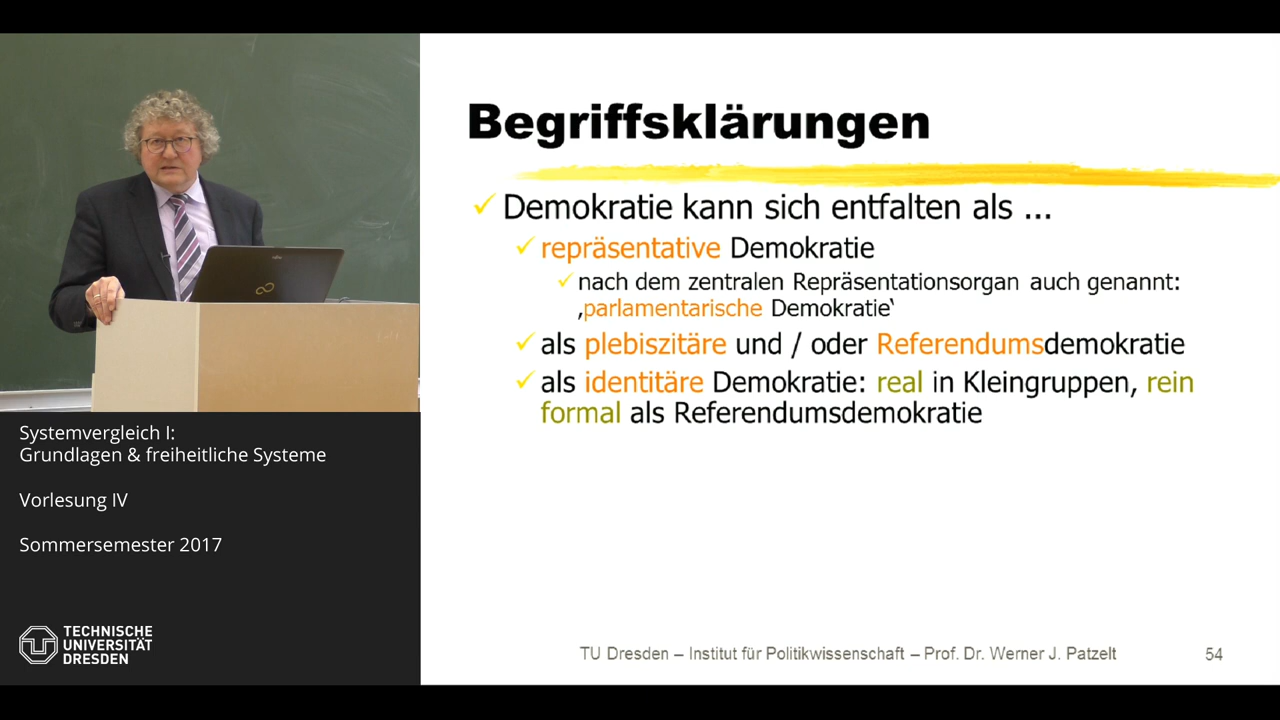 Begriffsklärungen
Demokratie kann sich entfalten als ...
repräsentative Demokratie
nach dem zentralen Repräsentationsorgan auch genannt:
‚parlamentarische Demokratie‘
als plebiszitäre und / oder Referendumsdemokratie
als identitäre Demokratie: real in Kleingruppen, rein
formal als Referendumsdemokratie
Systemvergleich I:
Grundlagen & freiheitliche Systeme
Vorlesung IV
Sommersemester 2017
TECHNISCHE
UNIVERSITÄT
DRESDEN
TU Dresden – Institut für Politikwissenschaft – Prof. Dr. Werner J. Patzelt
54